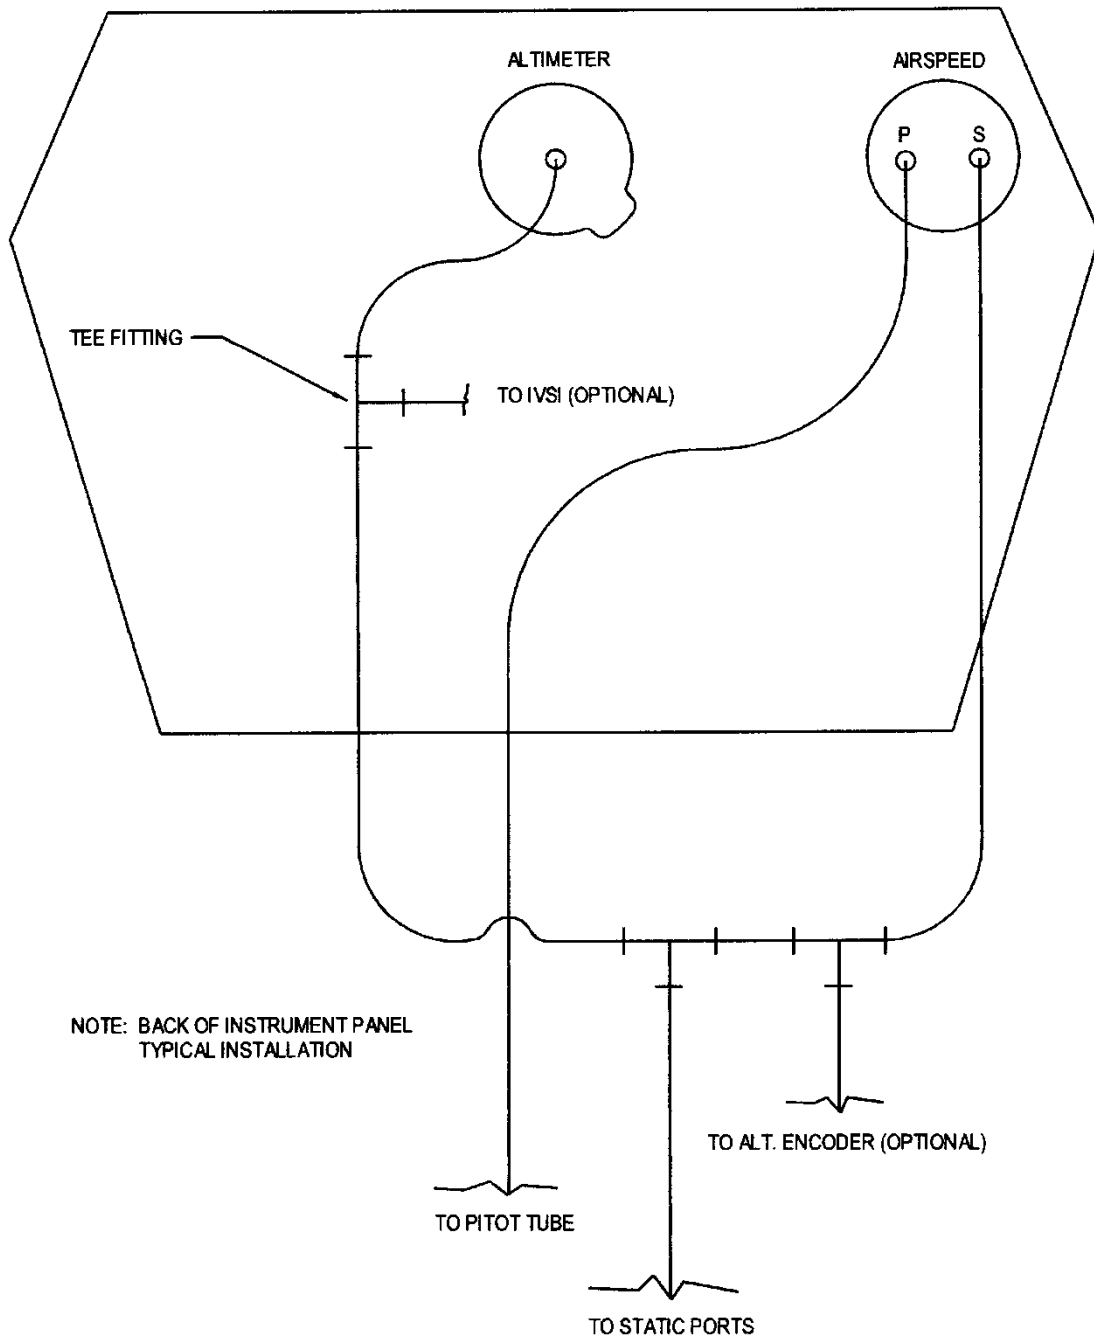 ALTIMETER
AIRSPEED
P
S
TEE FITTING
TO IVSI (OPTIONAL)
NOTE: BACK OF INSTRUMENT PANEL
TYPICAL INSTALLATION
TO ALT. ENCODER (OPTIONAL)
TO PITOT TUBE
TO STATIC PORTS